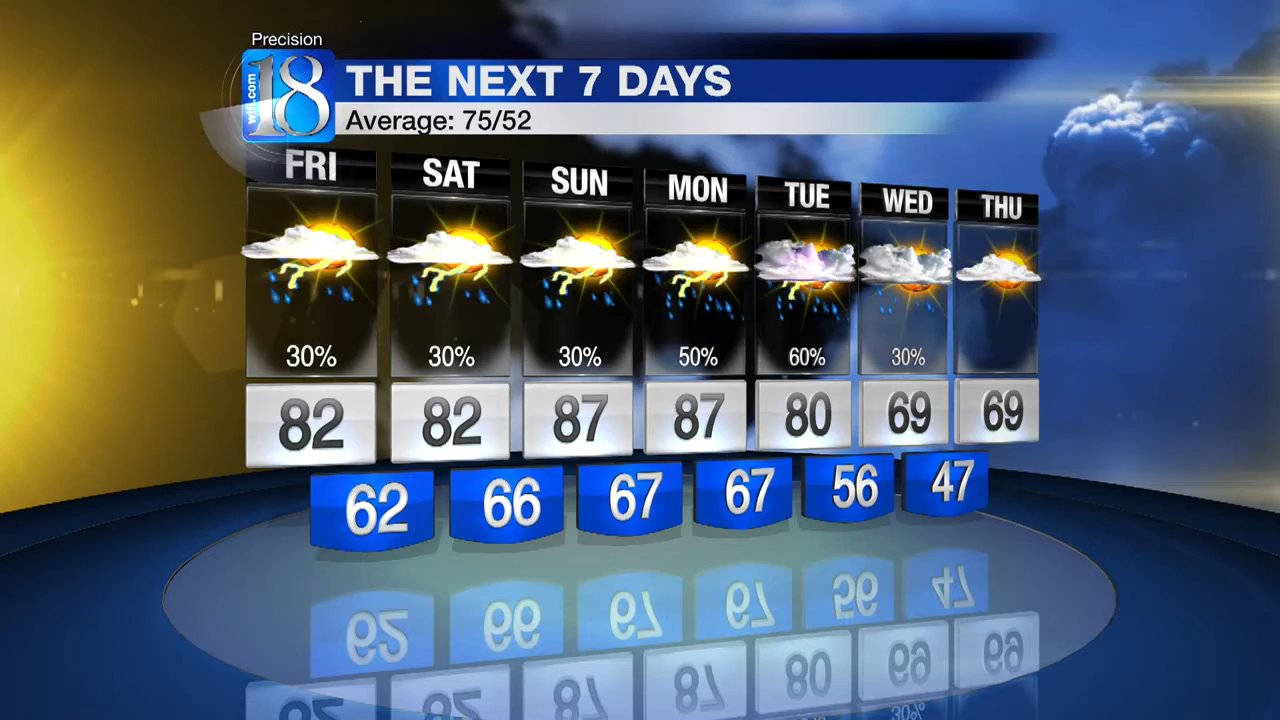 Precision
wlfi.com
18
THE NEXT 7 DAYS
Average: 75/52
FRI SAT SUN MON TUE WED THU
30% 30% 30% 50% 60% 30%
82 82 87 87 80 69 69
62 66 67 67 56 47